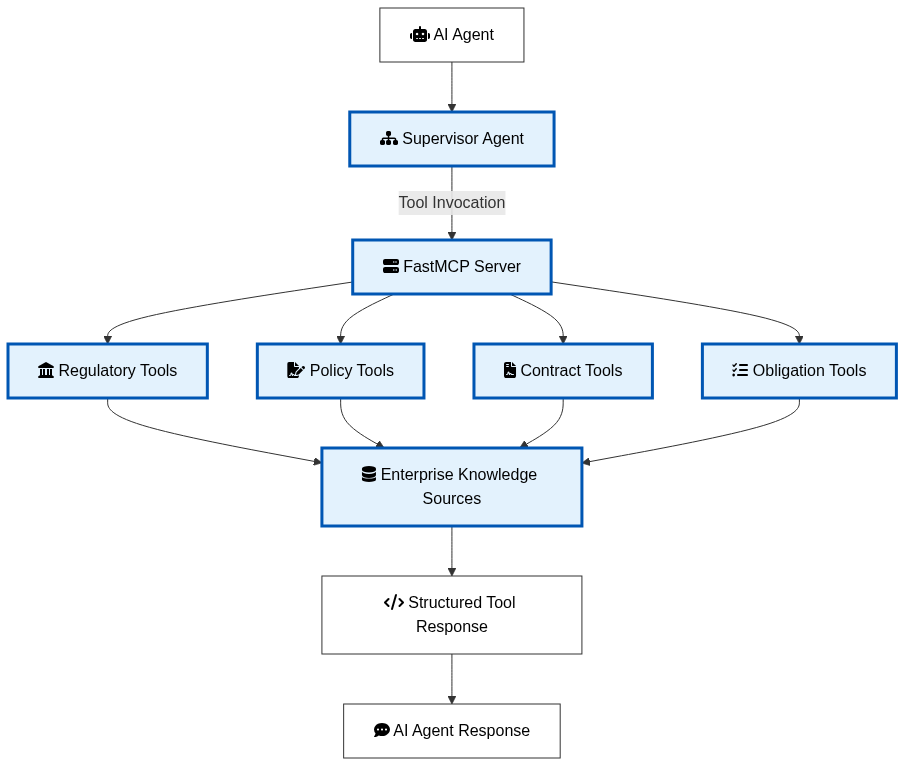 AI Agent
Supervisor Agent
Tool Invocation
FastMCP Server
Regulatory Tools
Policy Tools
Contract Tools
Obligation Tools
Enterprise Knowledge
Sources
Structured Tool
Response
AI Agent Response